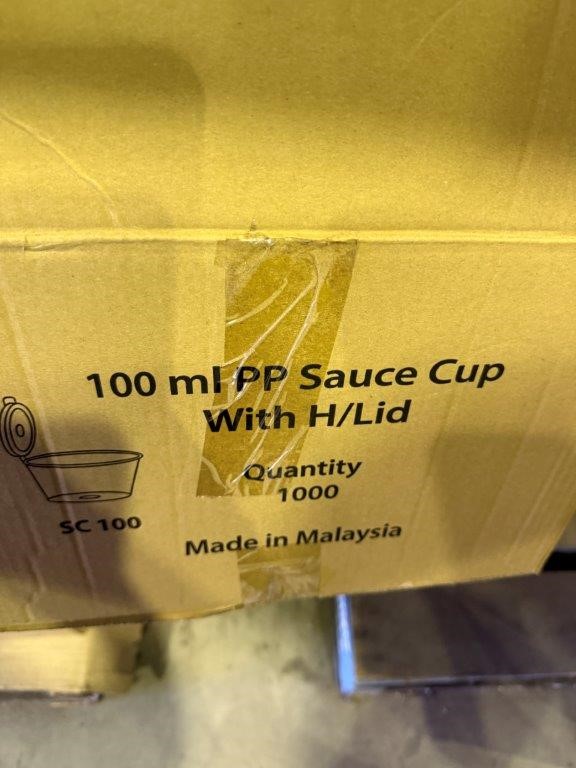 100 ml PP Sauce Cup
With H/Lid
Quantity
1000
SC 100
Made in Malaysia